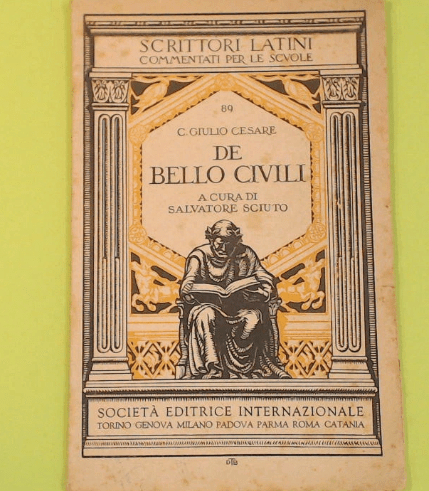 SCRITTORI LATINI
COMMENTATI PER LE SCVOLE
89
C. GIULIO CESARE
DE
BELLO CIVILI
A CURA DI
SALVATORE SCIUTO
SOCIETÀ EDITRICE INTERNAZIONALE
TORINO GENOVA MILANO PADOVA PARMA ROMA CATANIA